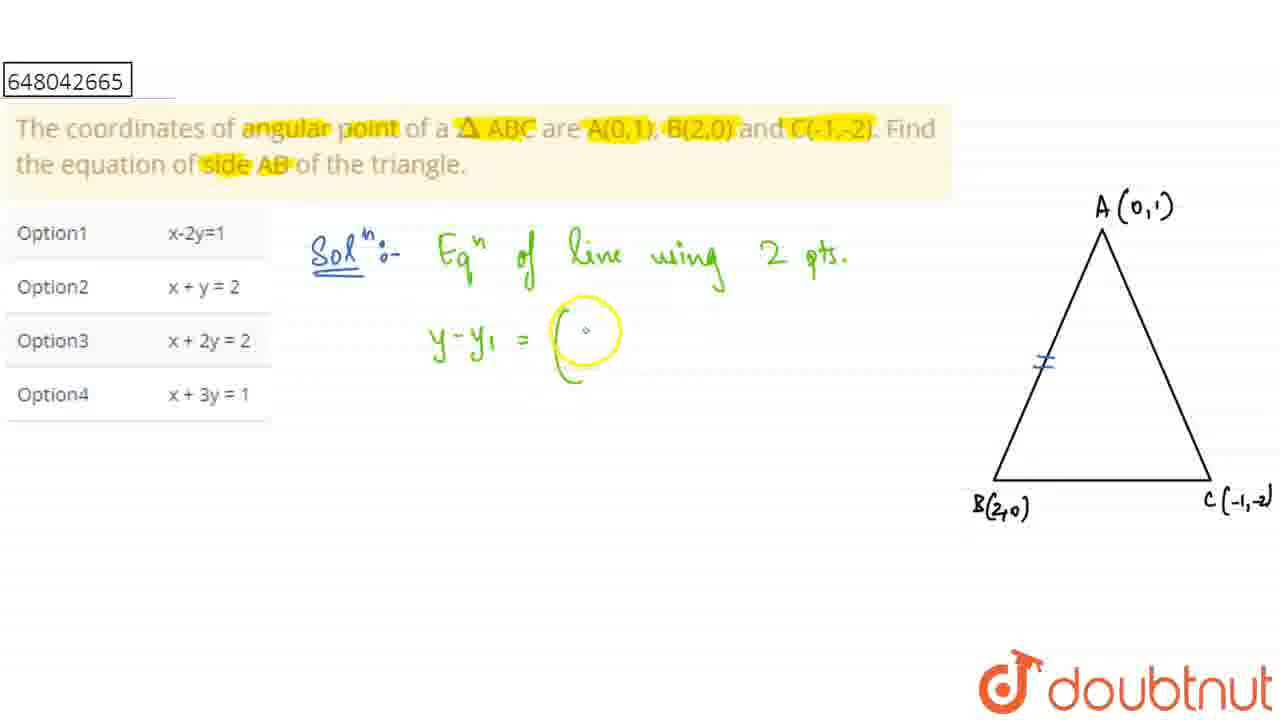 648042665
The coordinates of angular point of a Δ ABC are A(0,1), B(2,0) and C(-1,-2). Find
the equation of side AB of the triangle.
Option1 x-2y=1
Option2 x + y = 2
Option3 x + 2y = 2
Option4 x + 3y = 1
Solⁿ:- Eqⁿ of line using 2 pts.
y-y₁ = (
A(0,1)
B(2,0)
C(-1,-2)
doubtnut